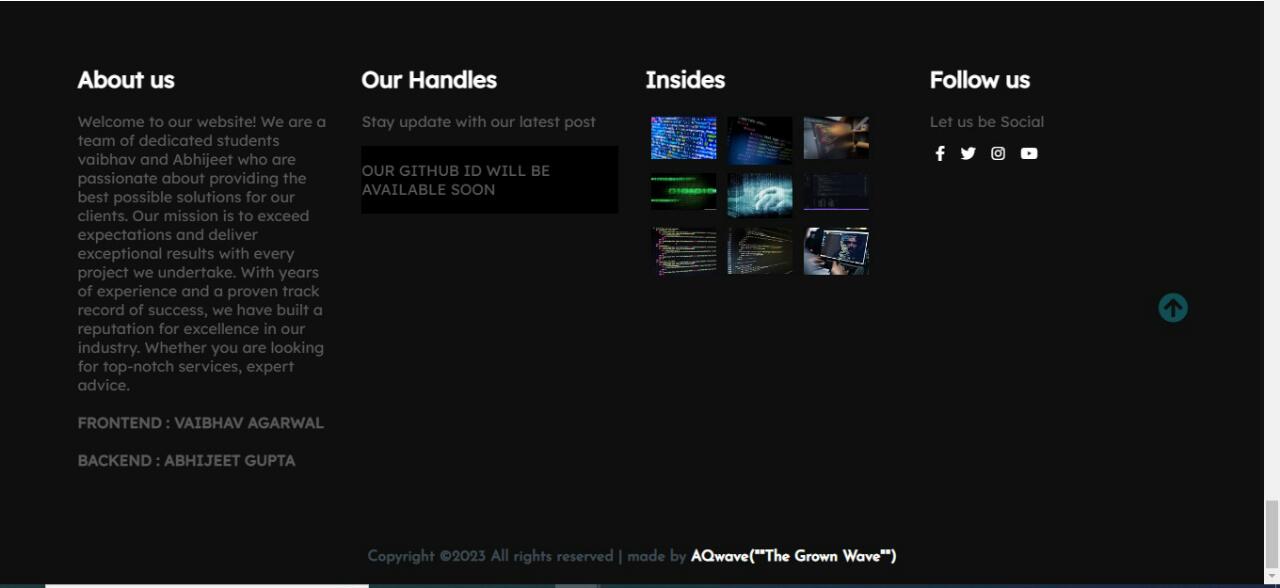 About us
Welcome to our website! We are a
team of dedicated students
vaibhav and Abhijeet who are
passionate about providing the
best possible solutions for our
clients. Our mission is to exceed
expectations and deliver
exceptional results with every
project we undertake. With years
of experience and a proven track
record of success, we have built a
reputation for excellence in our
industry. Whether you are looking
for top-notch services, expert
advice.
FRONTEND : VAIBHAV AGARWAL
BACKEND : ABHIJEET GUPTA
Our Handles
Stay update with our latest post
OUR GITHUB ID WILL BE
AVAILABLE SOON
Insides
Follow us
Let us be Social
Copyright ©2023 All rights reserved | made by AQwave(""The Grown Wave"")